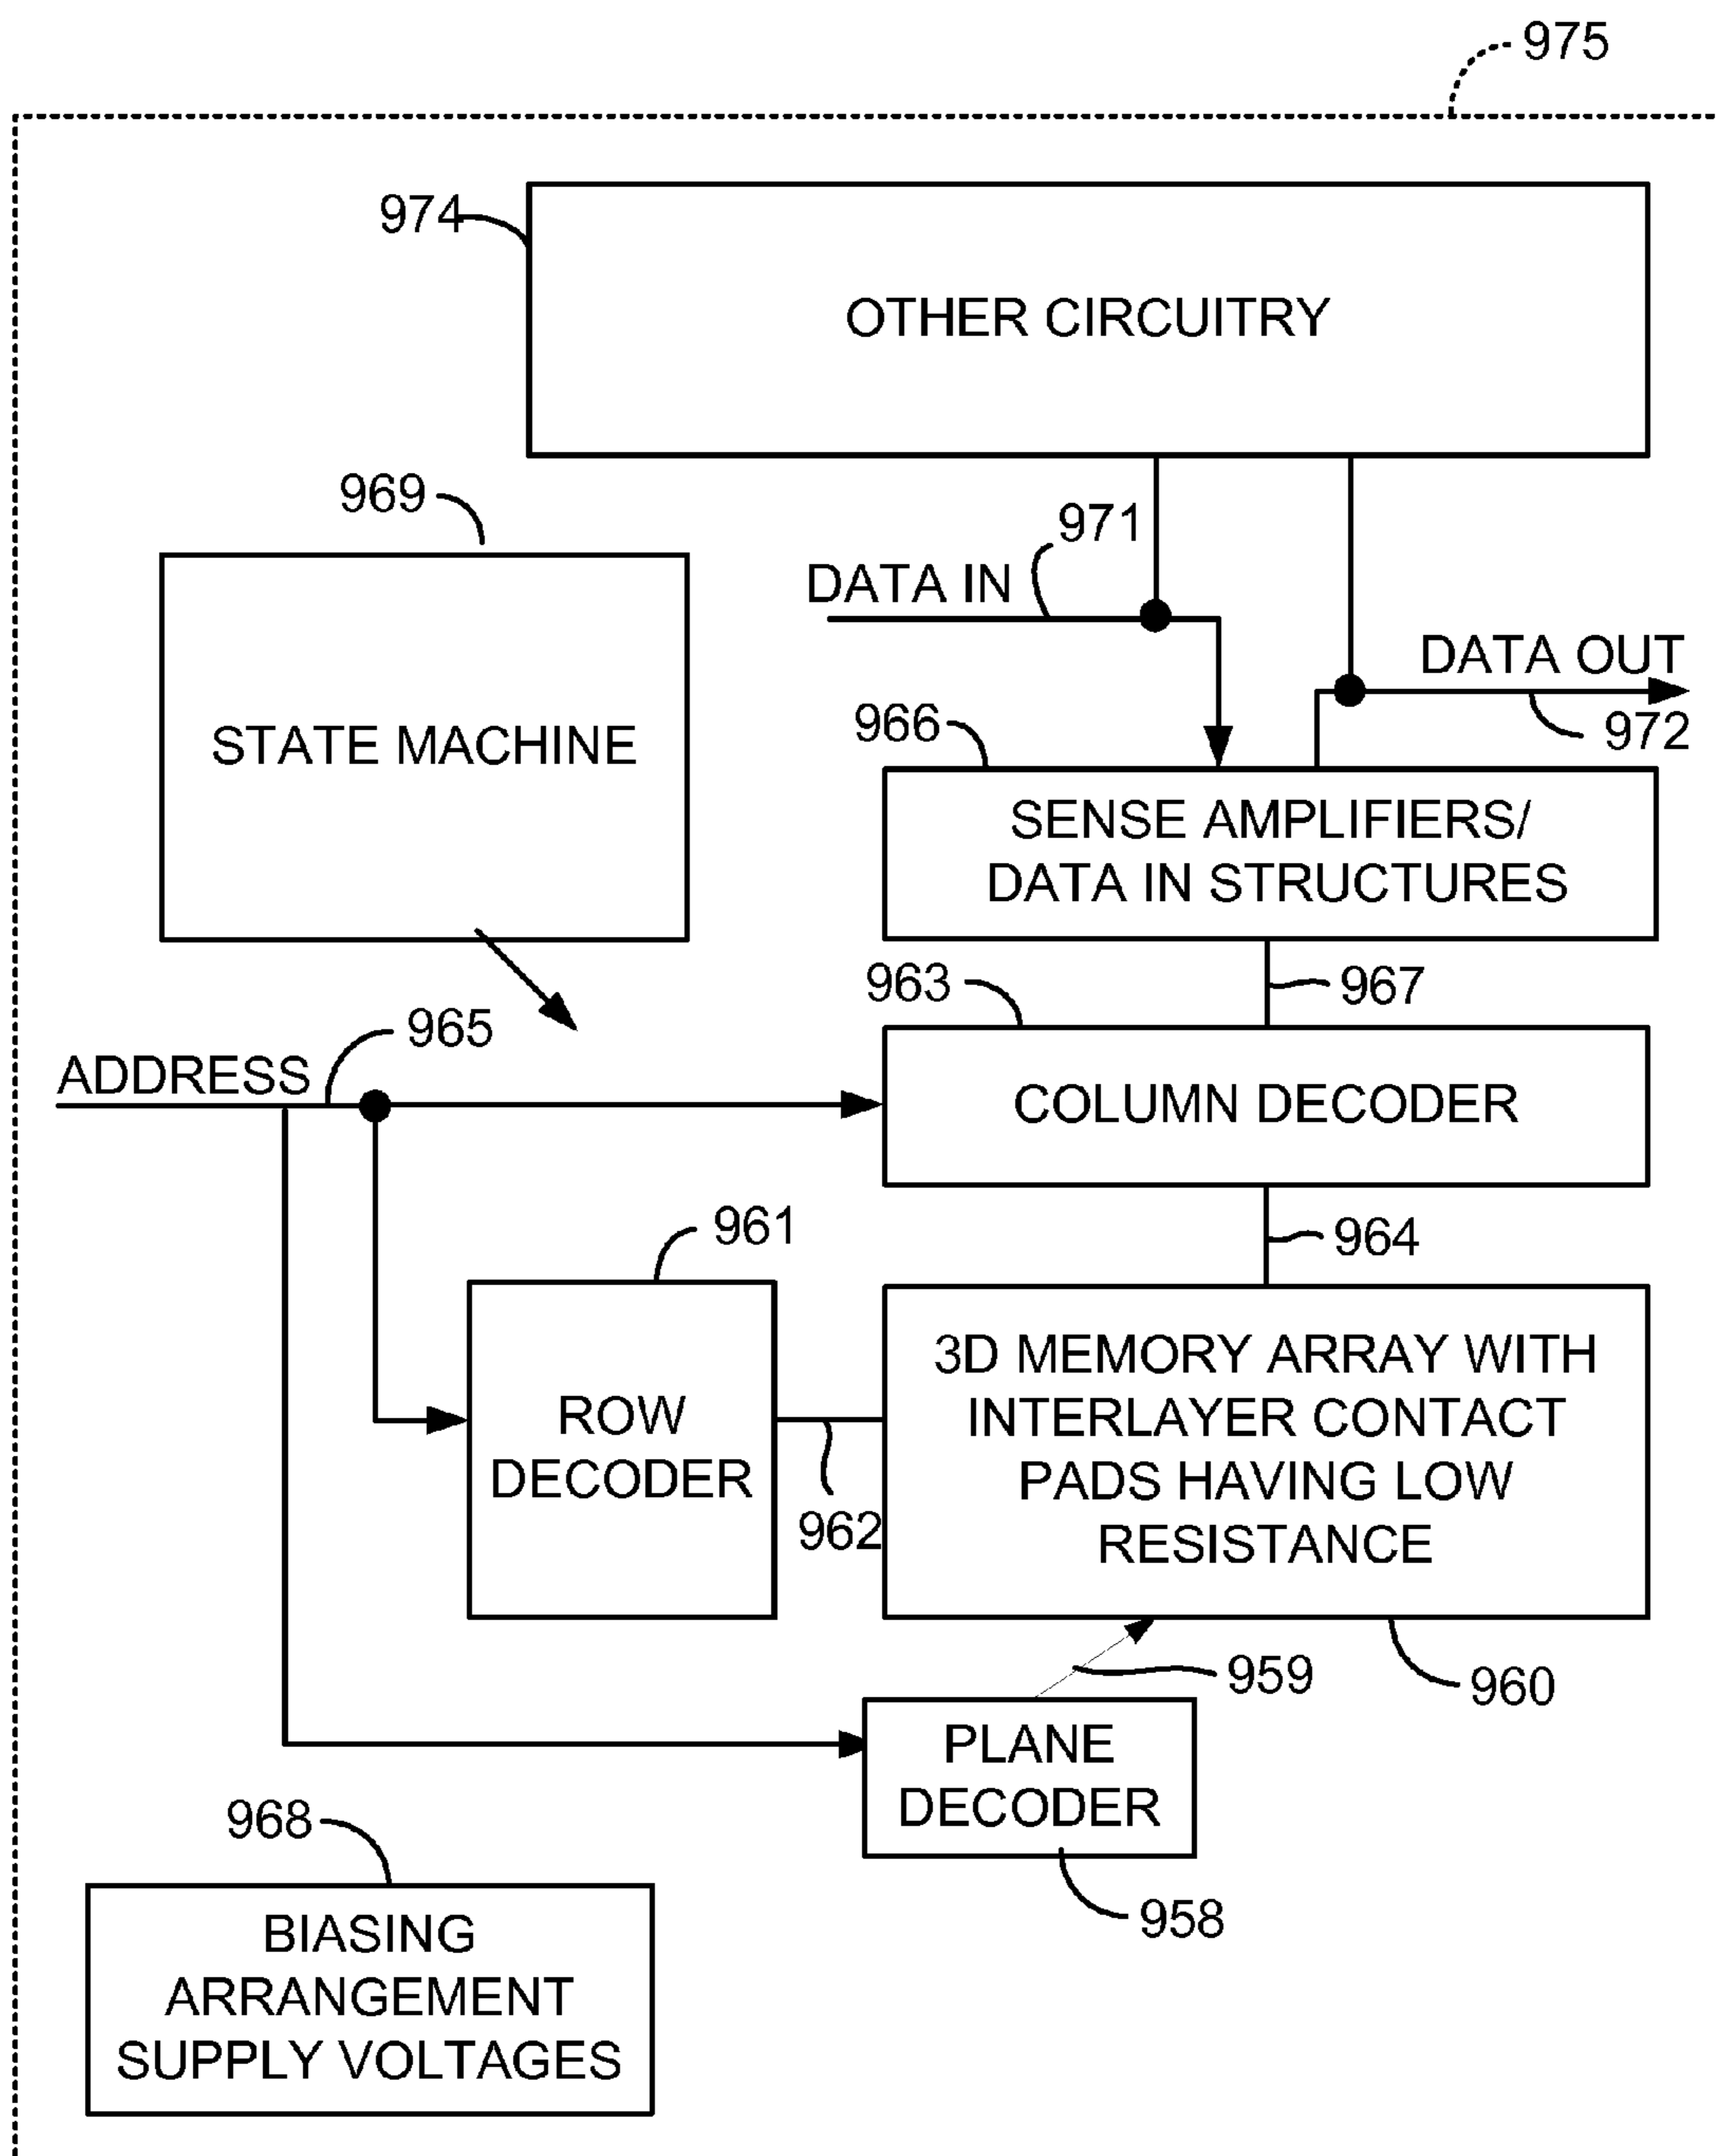 975
974
OTHER CIRCUITRY
969
971
DATA IN
DATA OUT
972
STATE MACHINE
966
SENSE AMPLIFIERS/
DATA IN STRUCTURES
963
967
965
ADDRESS
COLUMN DECODER
961
964
ROW
DECODER
962
3D MEMORY ARRAY WITH
INTERLAYER CONTACT
PADS HAVING LOW
RESISTANCE
959
960
PLANE
DECODER
958
968
BIASING
ARRANGEMENT
SUPPLY VOLTAGES